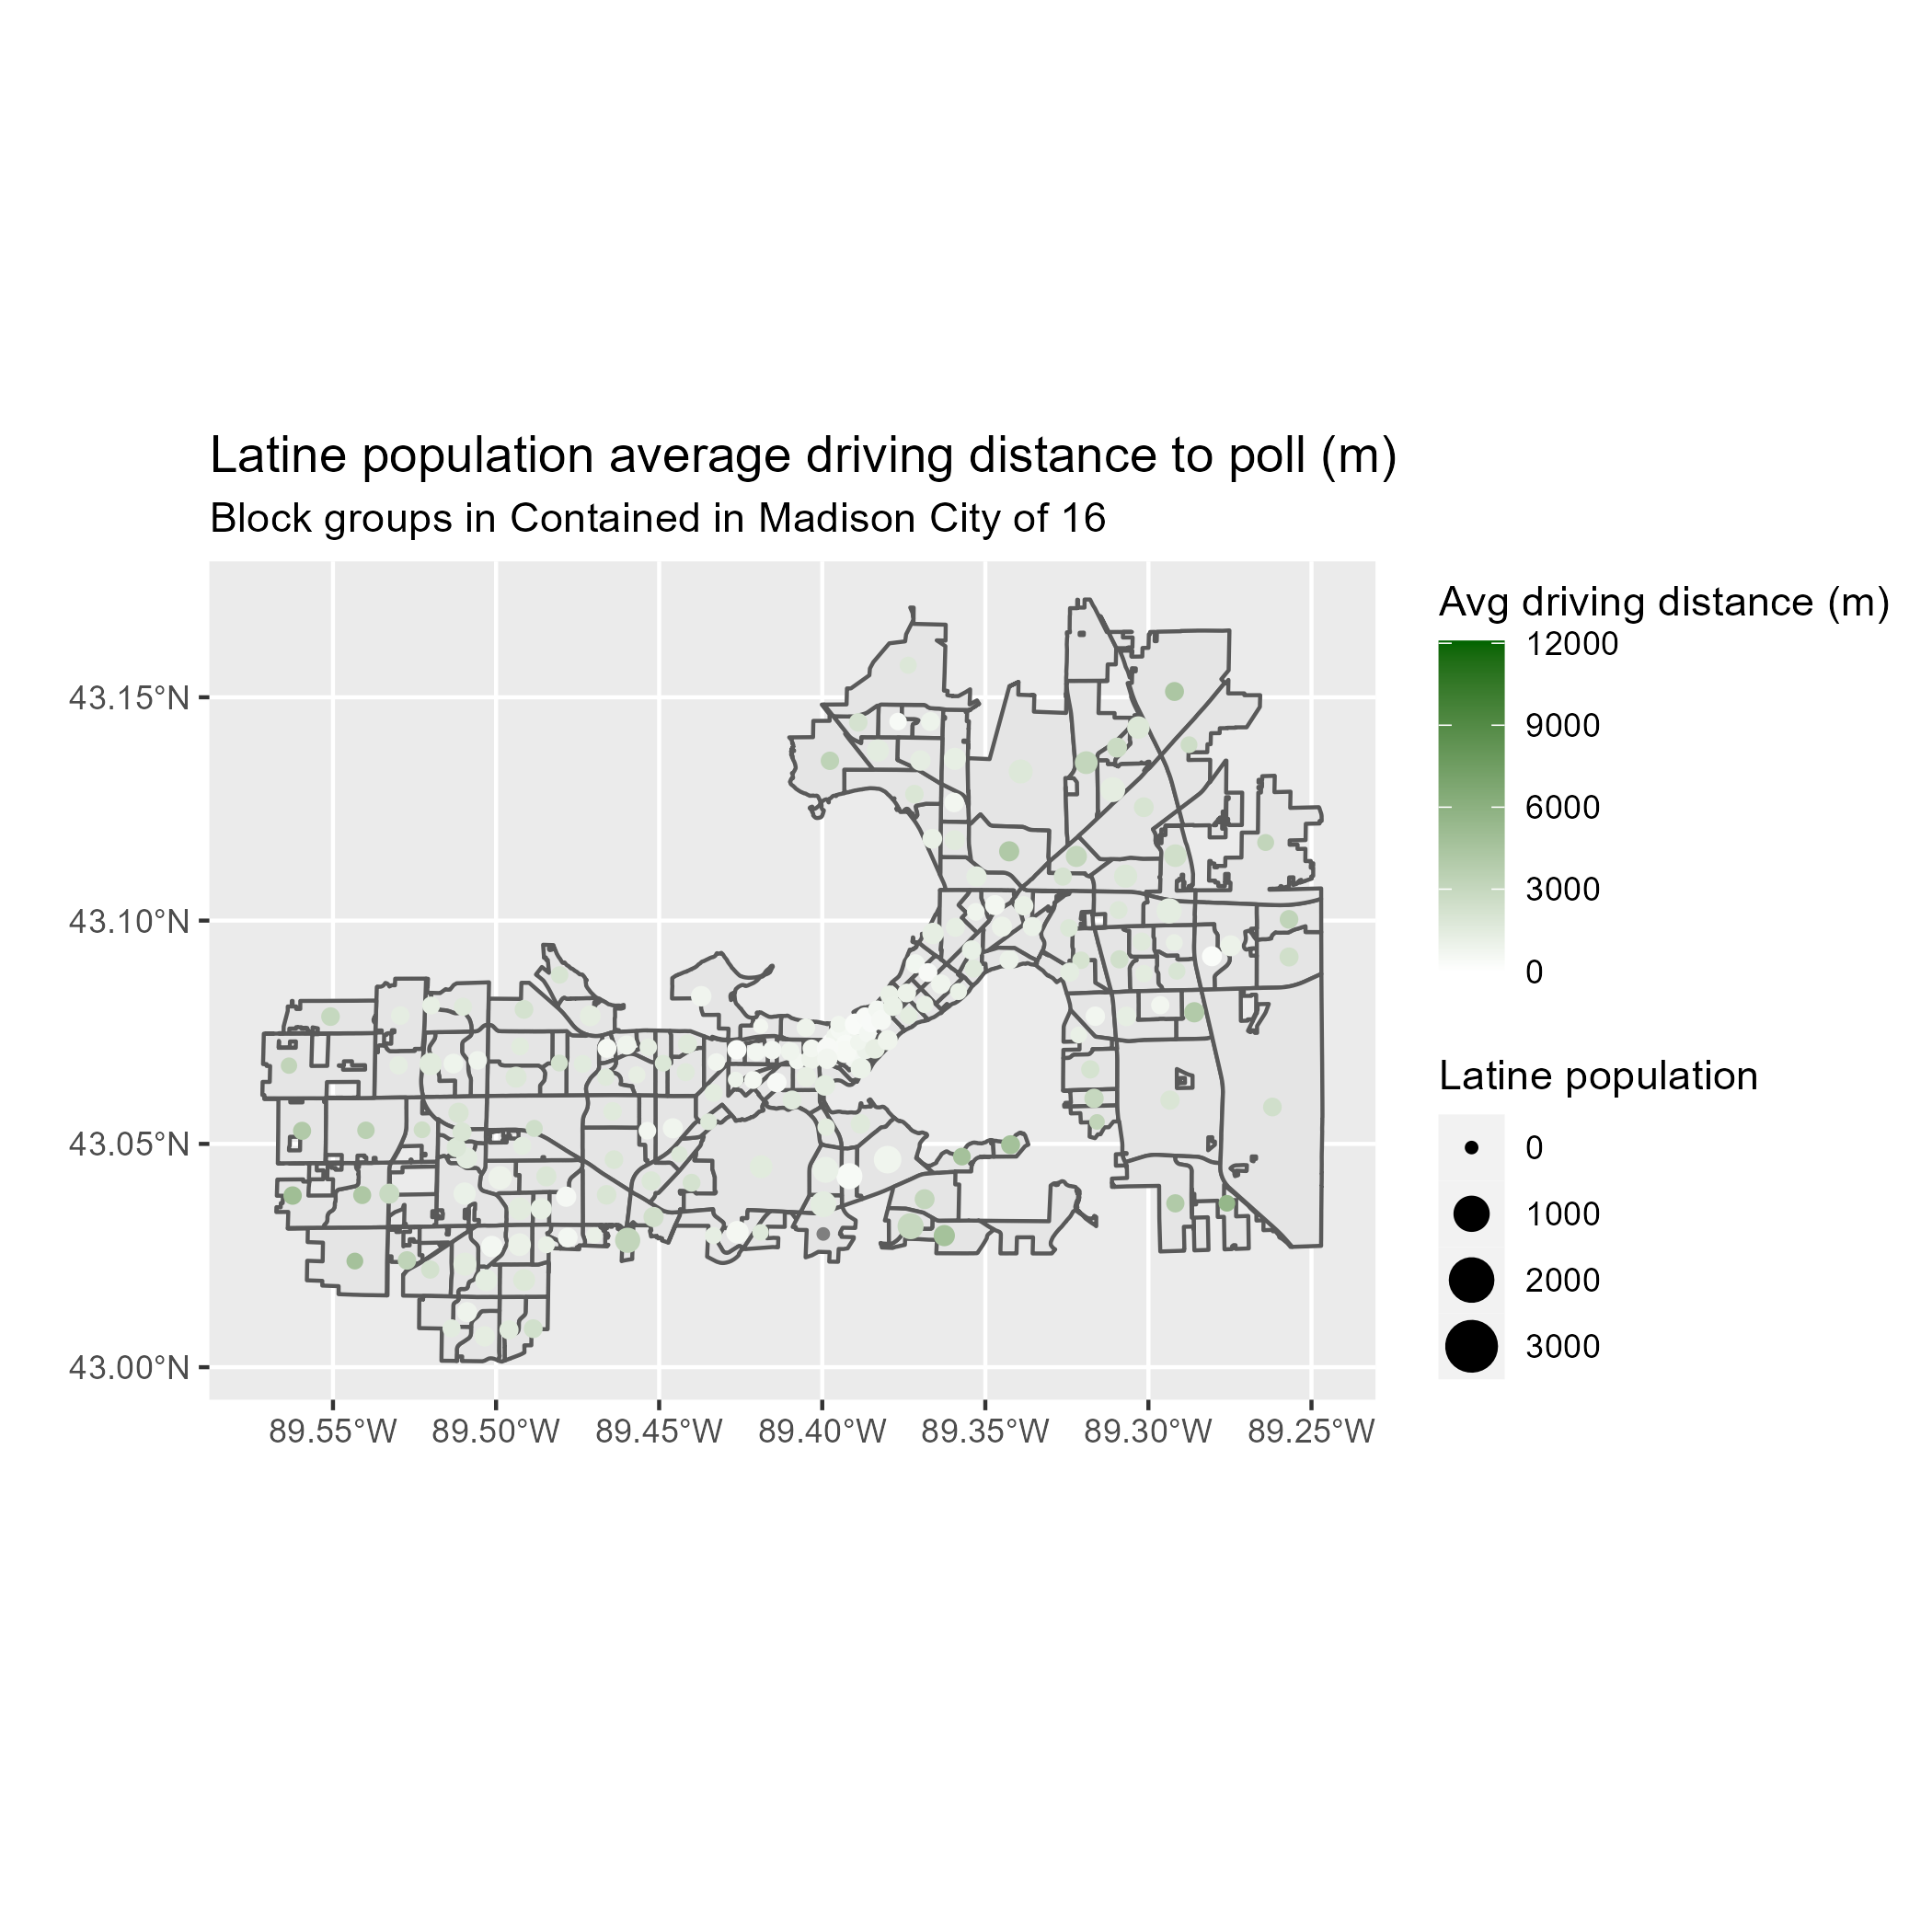 Latine population average driving distance to poll (m)
Block groups in Contained in Madison City of 16
43.15°N
43.10°N
43.05°N
43.00°N
89.55°W
89.50°W
89.45°W
89.40°W
89.35°W
89.30°W
89.25°W
Avg driving distance (m)
12000
9000
6000
3000
0
Latine population
0
1000
2000
3000